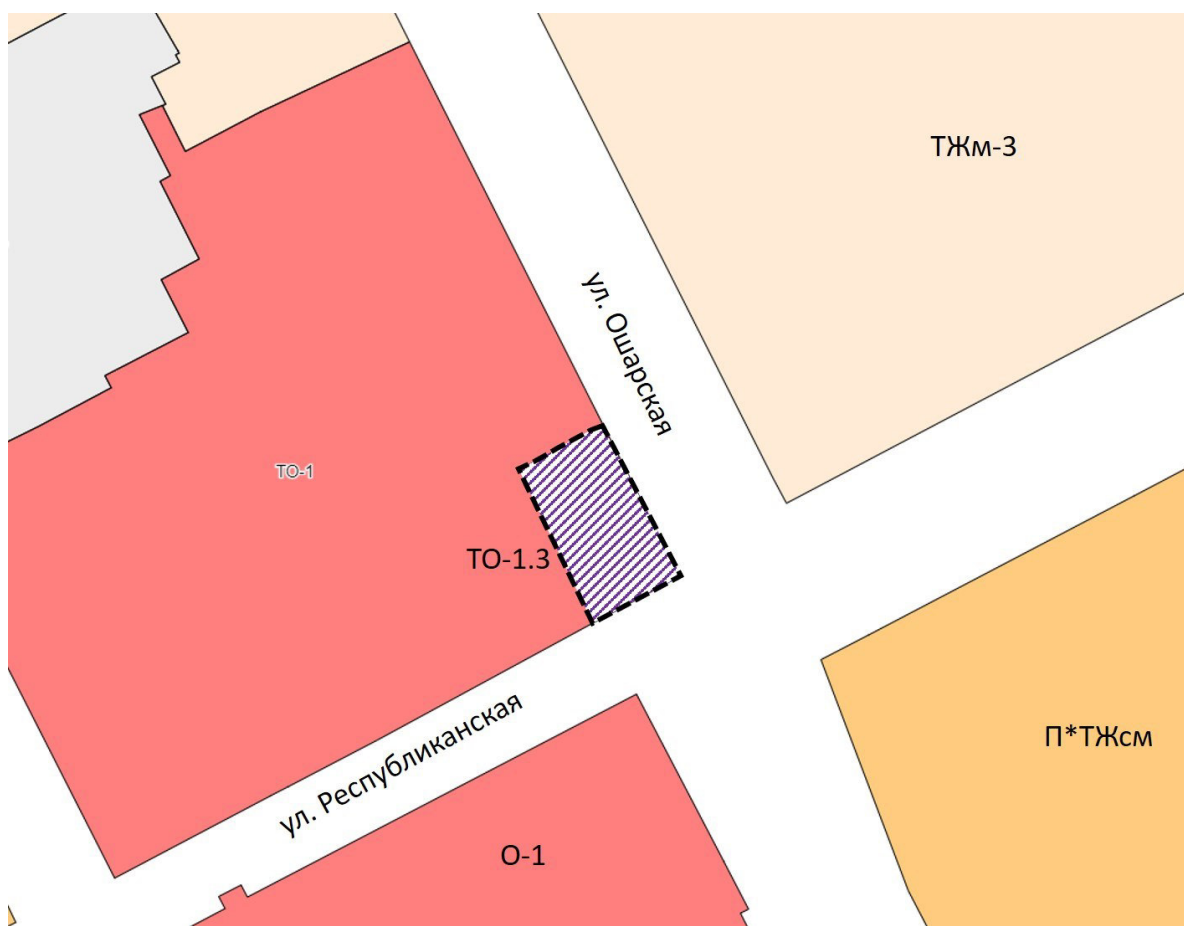 ТЖм-3
ул. Ошарская
ТО-1
ТО-1.3
ул. Республиканская
П*ТЖсм
О-1